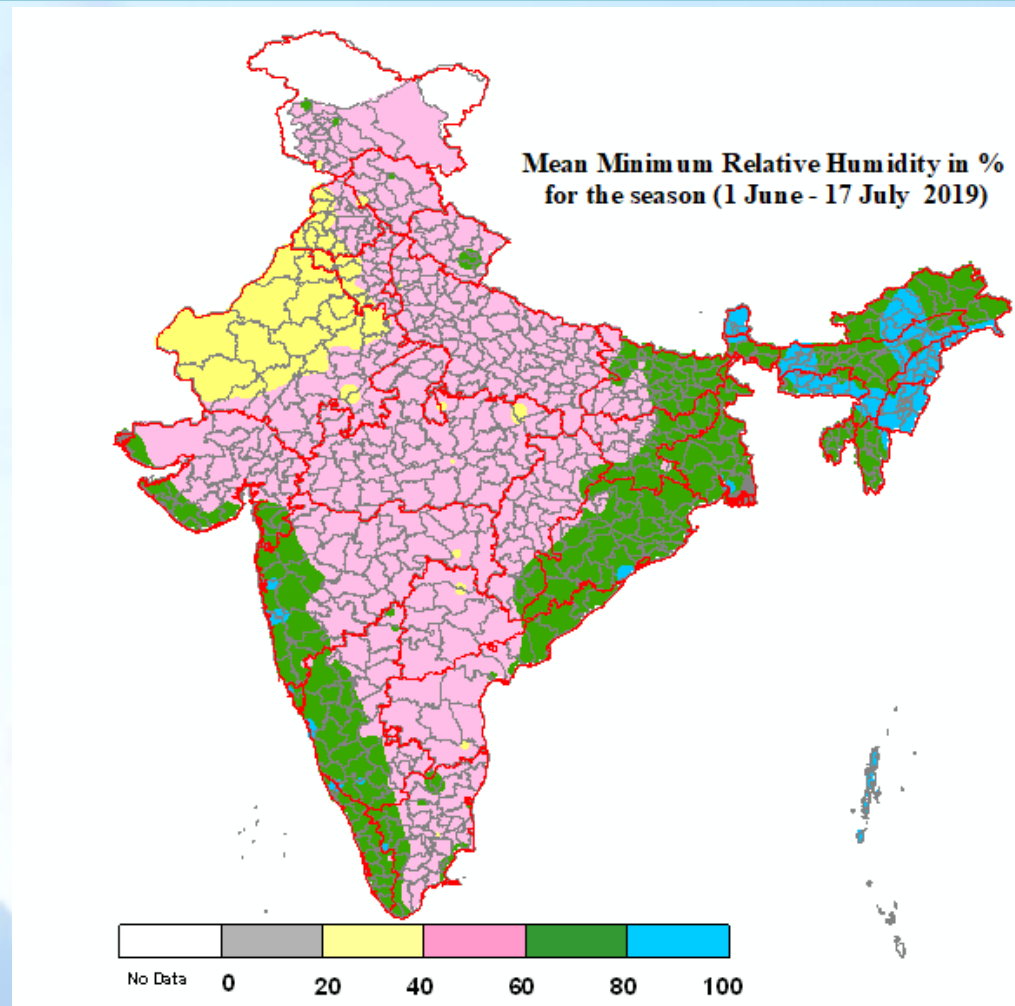 Mean Minimum Relative Humidity in %
for the season (1 June - 17 July 2019)
No Data 0 20 40 60 80 100